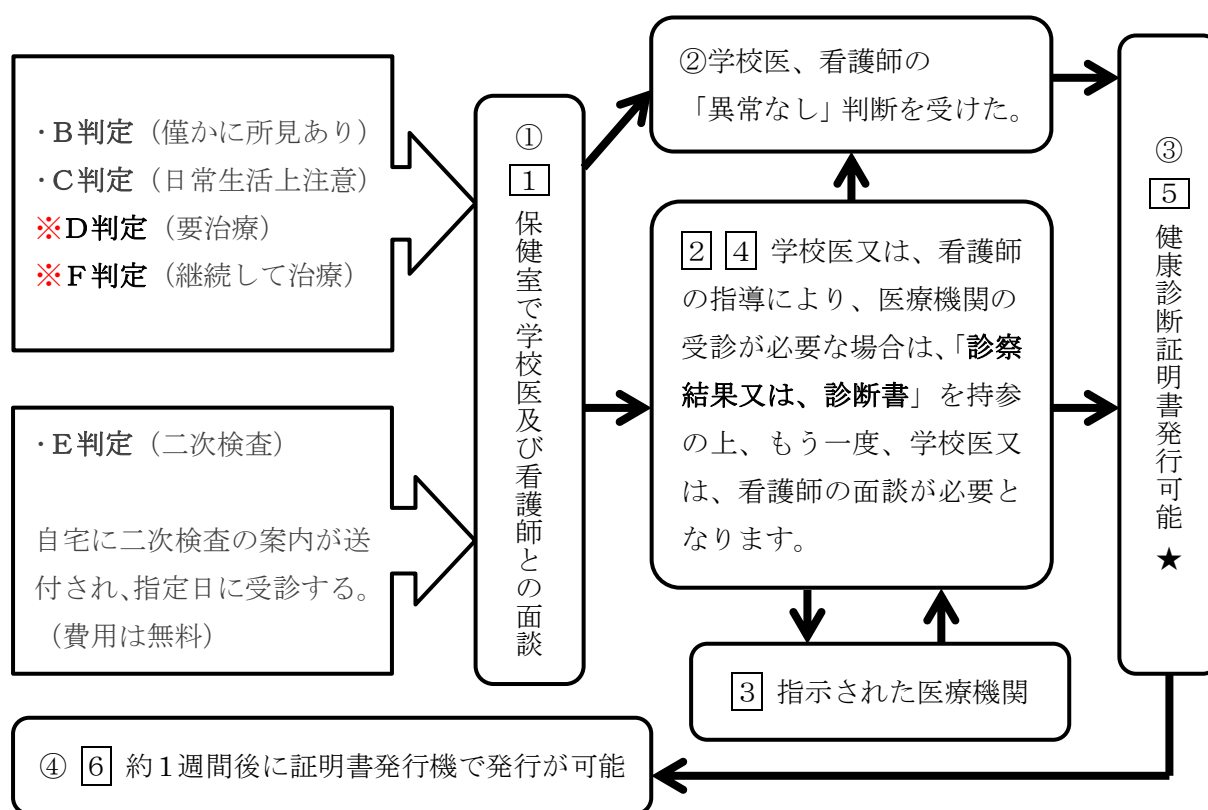 ・B判定（僅かに所見あり）
・C判定（日常生活上注意）
※D判定（要治療）
※F判定（継続して治療）
・E判定（二次検査）
自宅に二次検査の案内が送
付され、指定日に受診する。
（費用は無料）
①
1
保健室で学校医及び看護師との面談
②学校医、看護師の
「異常なし」判断を受けた。
2 4 学校医又は、看護師
の指導により、医療機関の
受診が必要な場合は、「診察
結果又は、診断書」を持参
の上、もう一度、学校医又
は、看護師の面談が必要と
なります。
3 指示された医療機関
③
5
健康診断証明書発行可能 ★
④ 6 約１週間後に証明書発行機で発行が可能